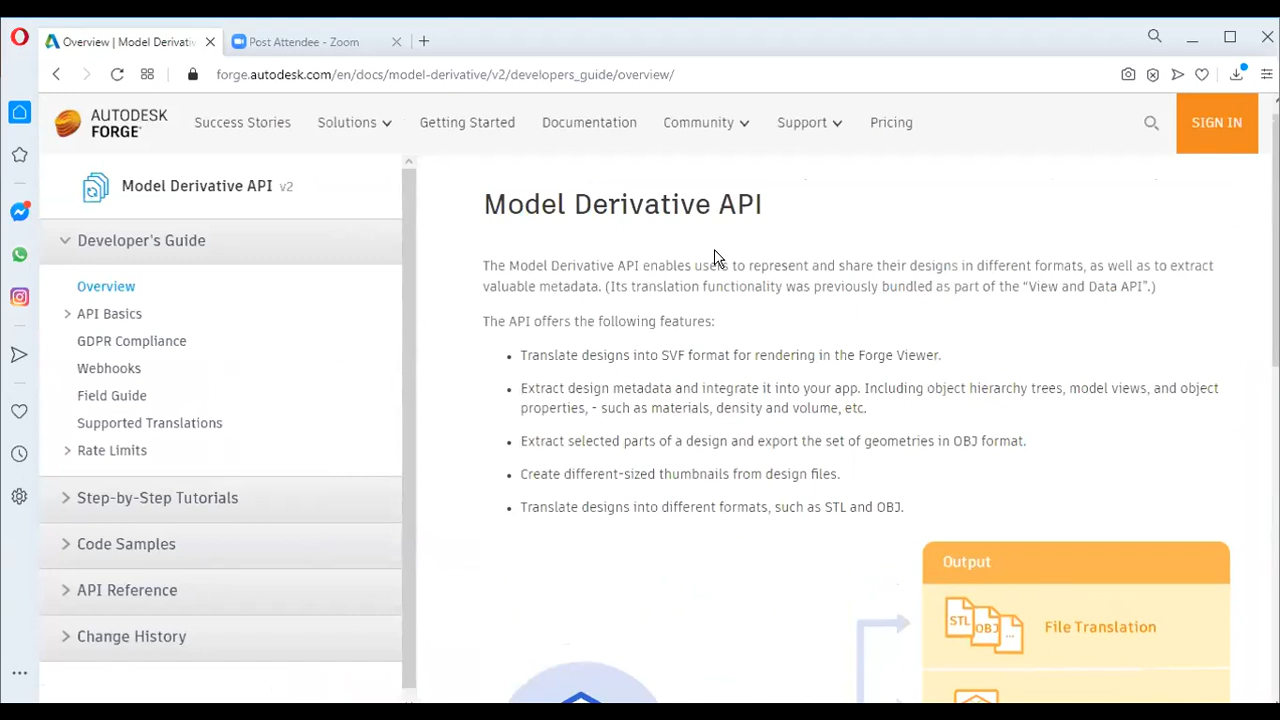 Overview | Model Derivati
Post Attendee - Zoom
forge.autodesk.com/en/docs/model-derivative/v2/developers_guide/overview/
AUTODESK FORGE
Success Stories
Solutions
Getting Started
Documentation
Community
Support
Pricing
SIGN IN
Model Derivative API v2
Developer's Guide
Overview
API Basics
GDPR Compliance
Webhooks
Field Guide
Supported Translations
Rate Limits
Step-by-Step Tutorials
Code Samples
API Reference
Change History
Model Derivative API
The Model Derivative API enables users to represent and share their designs in different formats, as well as to extract
valuable metadata. (Its translation functionality was previously bundled as part of the “View and Data API”.)
The API offers the following features:
• Translate designs into SVF format for rendering in the Forge Viewer.
• Extract design metadata and integrate it into your app. Including object hierarchy trees, model views, and object
properties, - such as materials, density and volume, etc.
• Extract selected parts of a design and export the set of geometries in OBJ format.
• Create different-sized thumbnails from design files.
• Translate designs into different formats, such as STL and OBJ.
Output
STL OBJ ...
File Translation